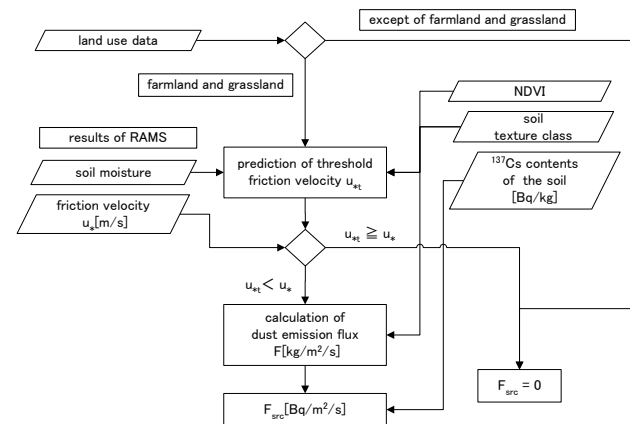 except of farmland and grassland
land use data
farmland and grassland
NDVI
results of RAMS
soil
texture class
prediction of threshold
friction velocity u*t
soil moisture
¹³⁷Cs contents
of the soil
[Bq/kg]
friction velocity
u*[m/s]
u*t ≧ u*
u*t < u*
calculation of
dust emission flux
F[kg/m²/s]
Fsrc = 0
Fsrc[Bq/m²/s]